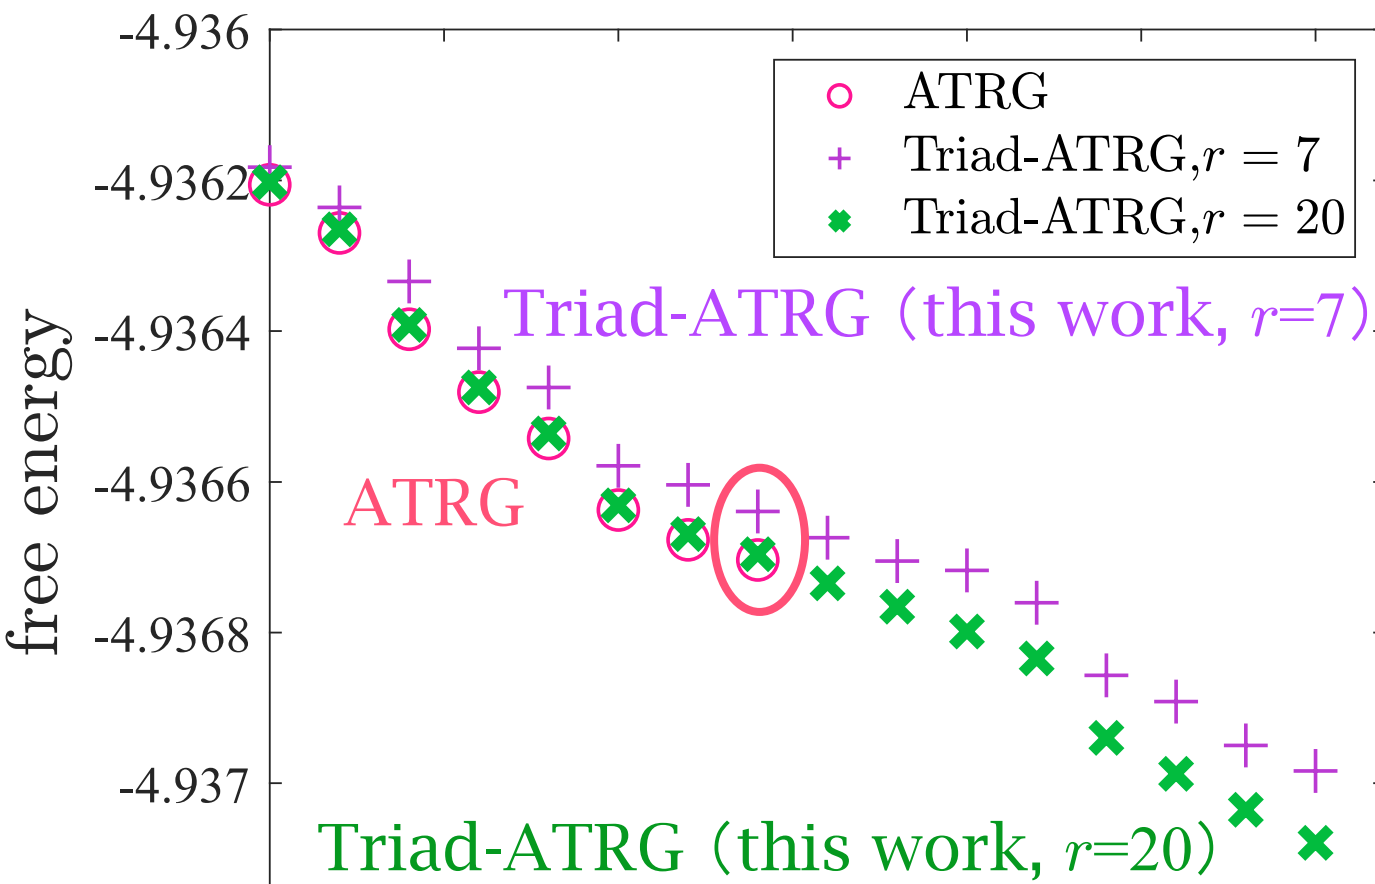 -4.936
ATRG
Triad-ATRG,r = 7
-4.9362
Triad-ATRG,r = 20
Triad-ATRG (this work, r=7)
-4.9364
free energy
-4.9366
ATRG
-4.9368
-4.937
Triad-ATRG (this work, r=20)